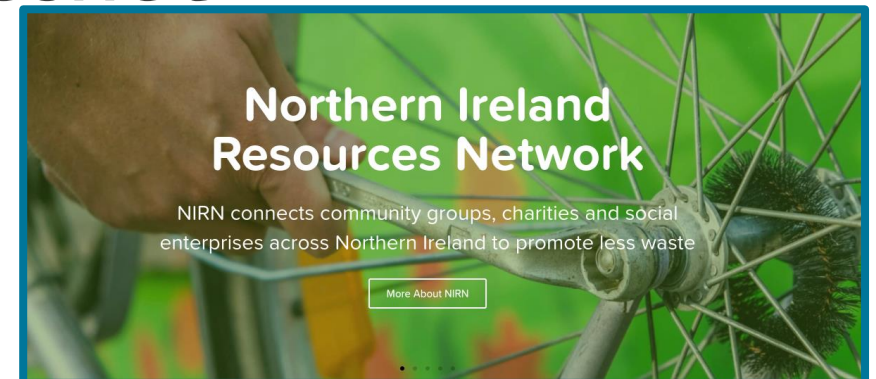 Northern Ireland
Resources Network
NIRN connects community groups, charities and social
enterprises across Northern Ireland to promote less waste
More About NIRN